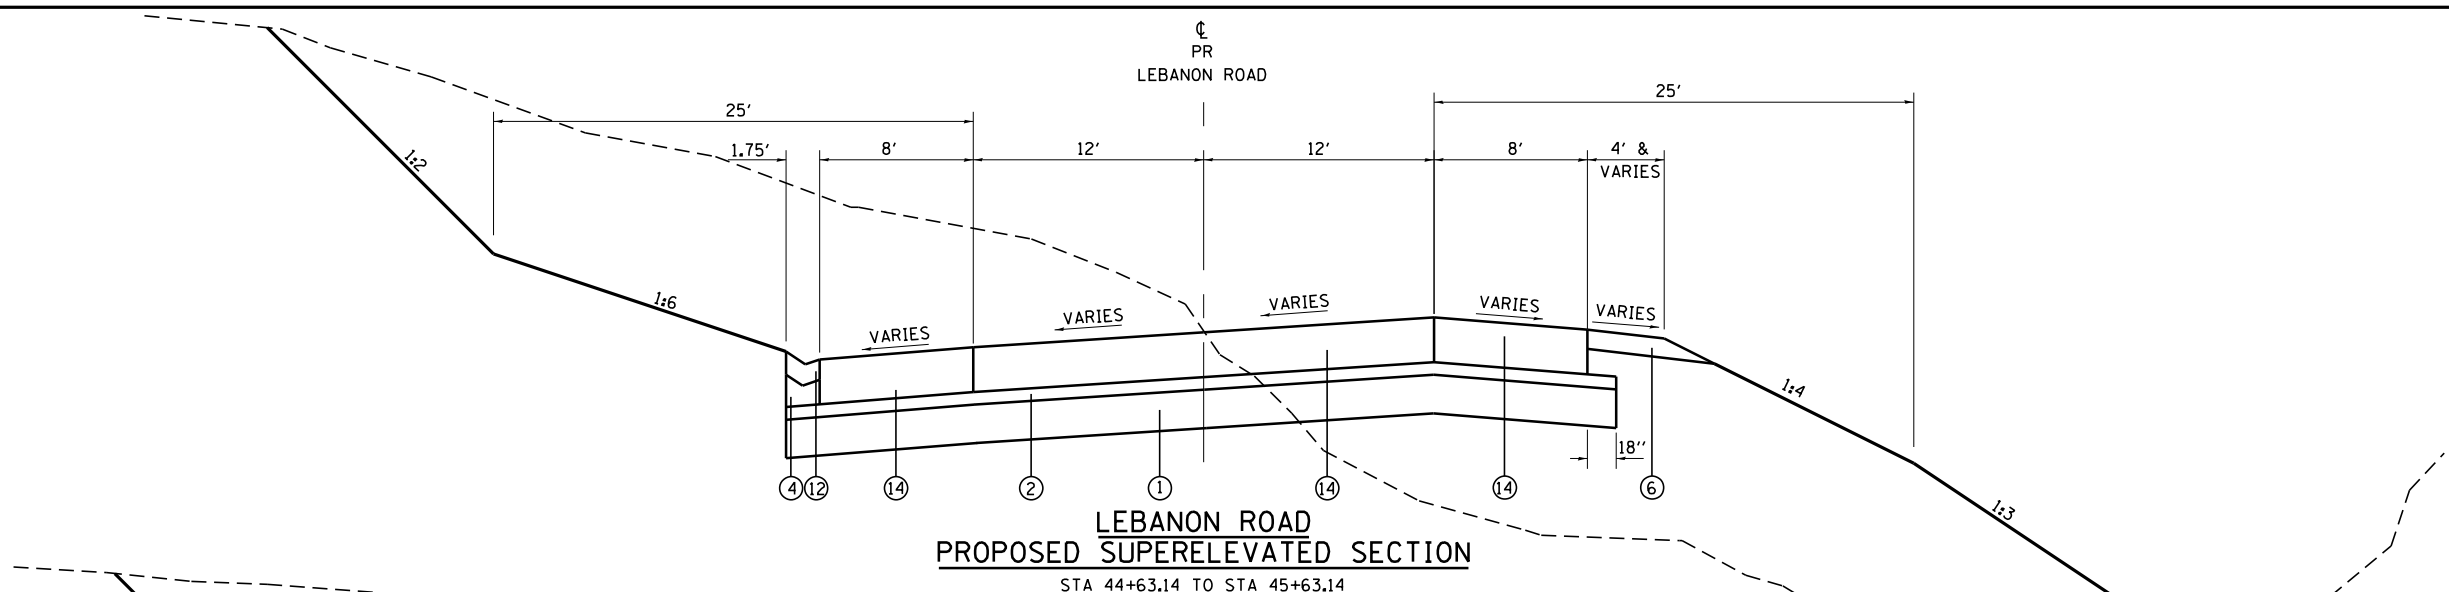 ℄
PR
LEBANON ROAD
25'
25'
1.75'
8'
12'
12'
8'
4' &
VARIES
1:2
1:6
VARIES
VARIES
VARIES
VARIES
VARIES
1:4
18''
4
12
14
2
1
14
14
6
1:3
LEBANON ROAD
PROPOSED SUPERELEVATED SECTION
STA 44+63.14 TO STA 45+63.14